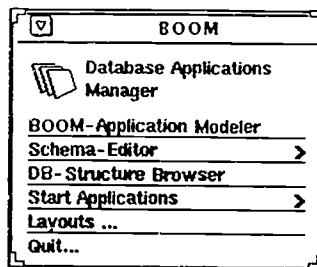 BOOM
Database Applications
Manager
BOOM-Application Modeler
Schema-Editor >
DB-Structure Browser
Start Applications >
Layouts ...
Quit...